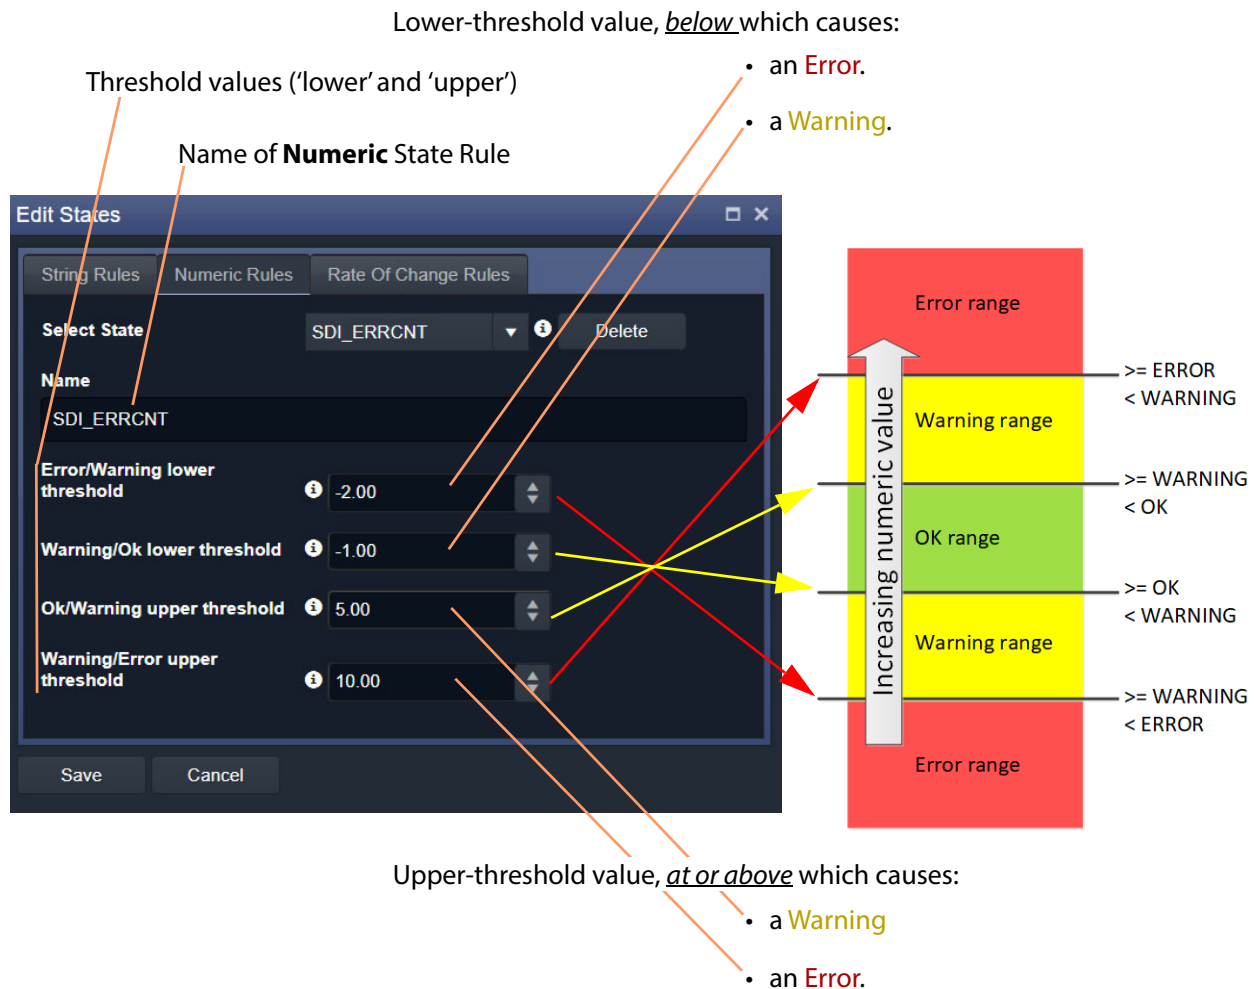 Lower-threshold value, below which causes:
• an Error.
• a Warning.
Threshold values (‘lower’ and ‘upper’)
Name of Numeric State Rule
Edit States
String Rules
Numeric Rules
Rate Of Change Rules
Select State
SDI_ERRCNT
Delete
Name
SDI_ERRCNT
Error/Warning lower
threshold
-2.00
Warning/Ok lower threshold
-1.00
Ok/Warning upper threshold
5.00
Warning/Error upper
threshold
10.00
Save
Cancel
Increasing numeric value
Error range
>= ERROR
< WARNING
Warning range
>= WARNING
< OK
OK range
>= OK
< WARNING
Warning range
>= WARNING
< ERROR
Error range
Upper-threshold value, at or above which causes:
• a Warning
• an Error.